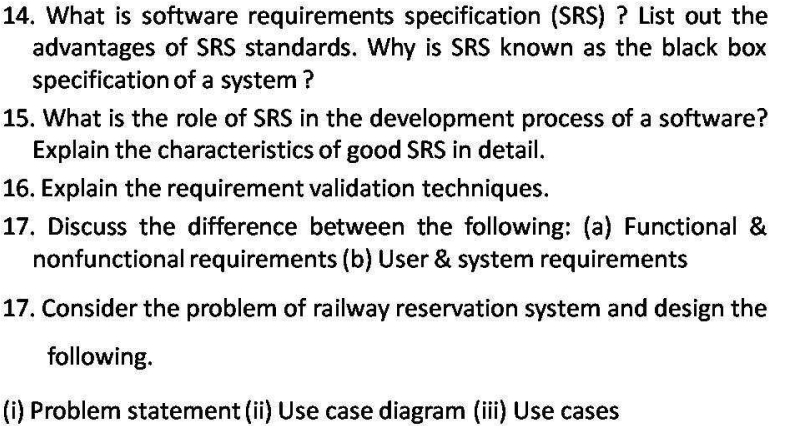 14. What is software requirements specification (SRS) ? List out the
advantages of SRS standards. Why is SRS known as the black box
specification of a system ?
15. What is the role of SRS in the development process of a software?
Explain the characteristics of good SRS in detail.
16. Explain the requirement validation techniques.
17. Discuss the difference between the following: (a) Functional &
nonfunctional requirements (b) User & system requirements
17. Consider the problem of railway reservation system and design the
following.
(i) Problem statement (ii) Use case diagram (iii) Use cases